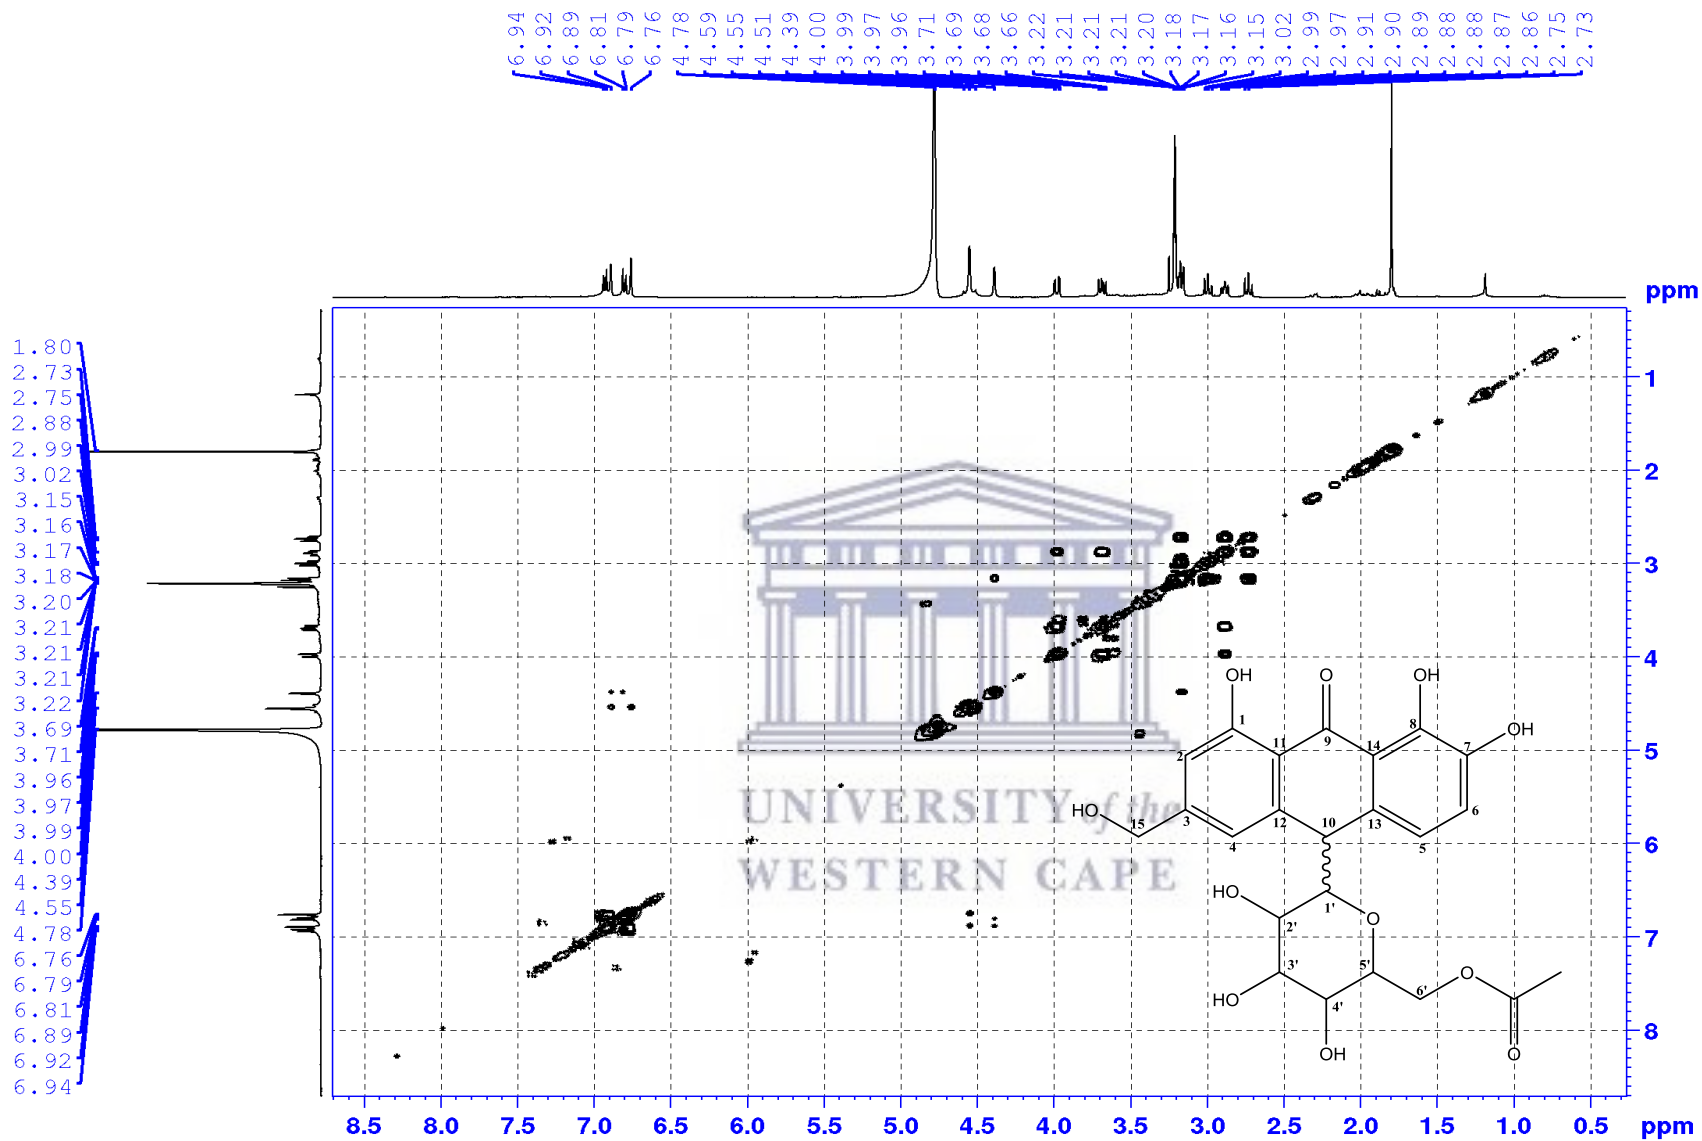 6.94 6.92 6.89 6.81 6.79 6.76 4.78 4.59 4.55 4.51 4.39 4.00 3.99 3.97 3.96 3.71 3.69 3.68 3.66 3.22 3.21 3.21 3.21 3.20 3.18 3.17 3.16 3.15 3.02 2.99 2.97 2.91 2.90 2.89 2.88 2.88 2.87 2.86 2.75 2.73
ppm
1.80
2.73
2.75
2.88
2.99
3.02
3.15
3.16
3.17
3.18
3.20
3.21
3.21
3.21
3.22
3.69
3.71
3.96
3.97
3.99
4.00
4.39
4.55
4.78
6.76
6.79
6.81
6.89
6.92
6.94
1
2
3
4
5
6
7
8
UNIVERSITY of the
WESTERN CAPE
OH O OH
1 8
2 11 9 14 7 OH
HO
15 3 12 10 13 6
4 5
HO 1'
O
2'
3' 5' O
HO 4' 6'
OH O
8.5 8.0 7.5 7.0 6.5 6.0 5.5 5.0 4.5 4.0 3.5 3.0 2.5 2.0 1.5 1.0 0.5 ppm